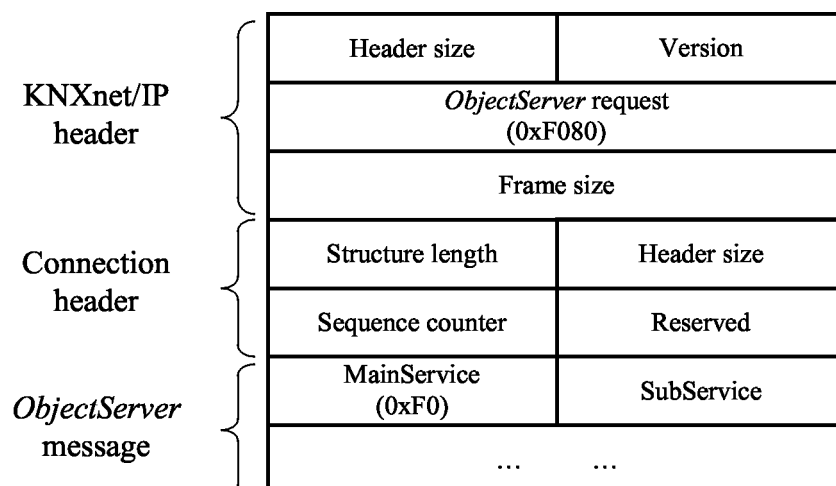 KNXnet/IP
header
Header size
Version
ObjectServer request
(0xF080)
Frame size
Connection
header
Structure length
Header size
Sequence counter
Reserved
ObjectServer
message
MainService
(0xF0)
SubService
... ...